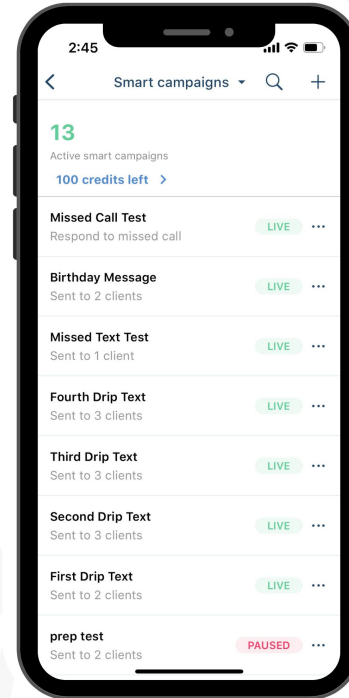 2:45
Smart campaigns
13
Active smart campaigns
100 credits left >
Missed Call Test
Respond to missed call
LIVE
Birthday Message
Sent to 2 clients
LIVE
Missed Text Test
Sent to 1 client
LIVE
Fourth Drip Text
Sent to 3 clients
LIVE
Third Drip Text
Sent to 3 clients
LIVE
Second Drip Text
Sent to 3 clients
LIVE
First Drip Text
Sent to 2 clients
LIVE
prep test
Sent to 2 clients
PAUSED